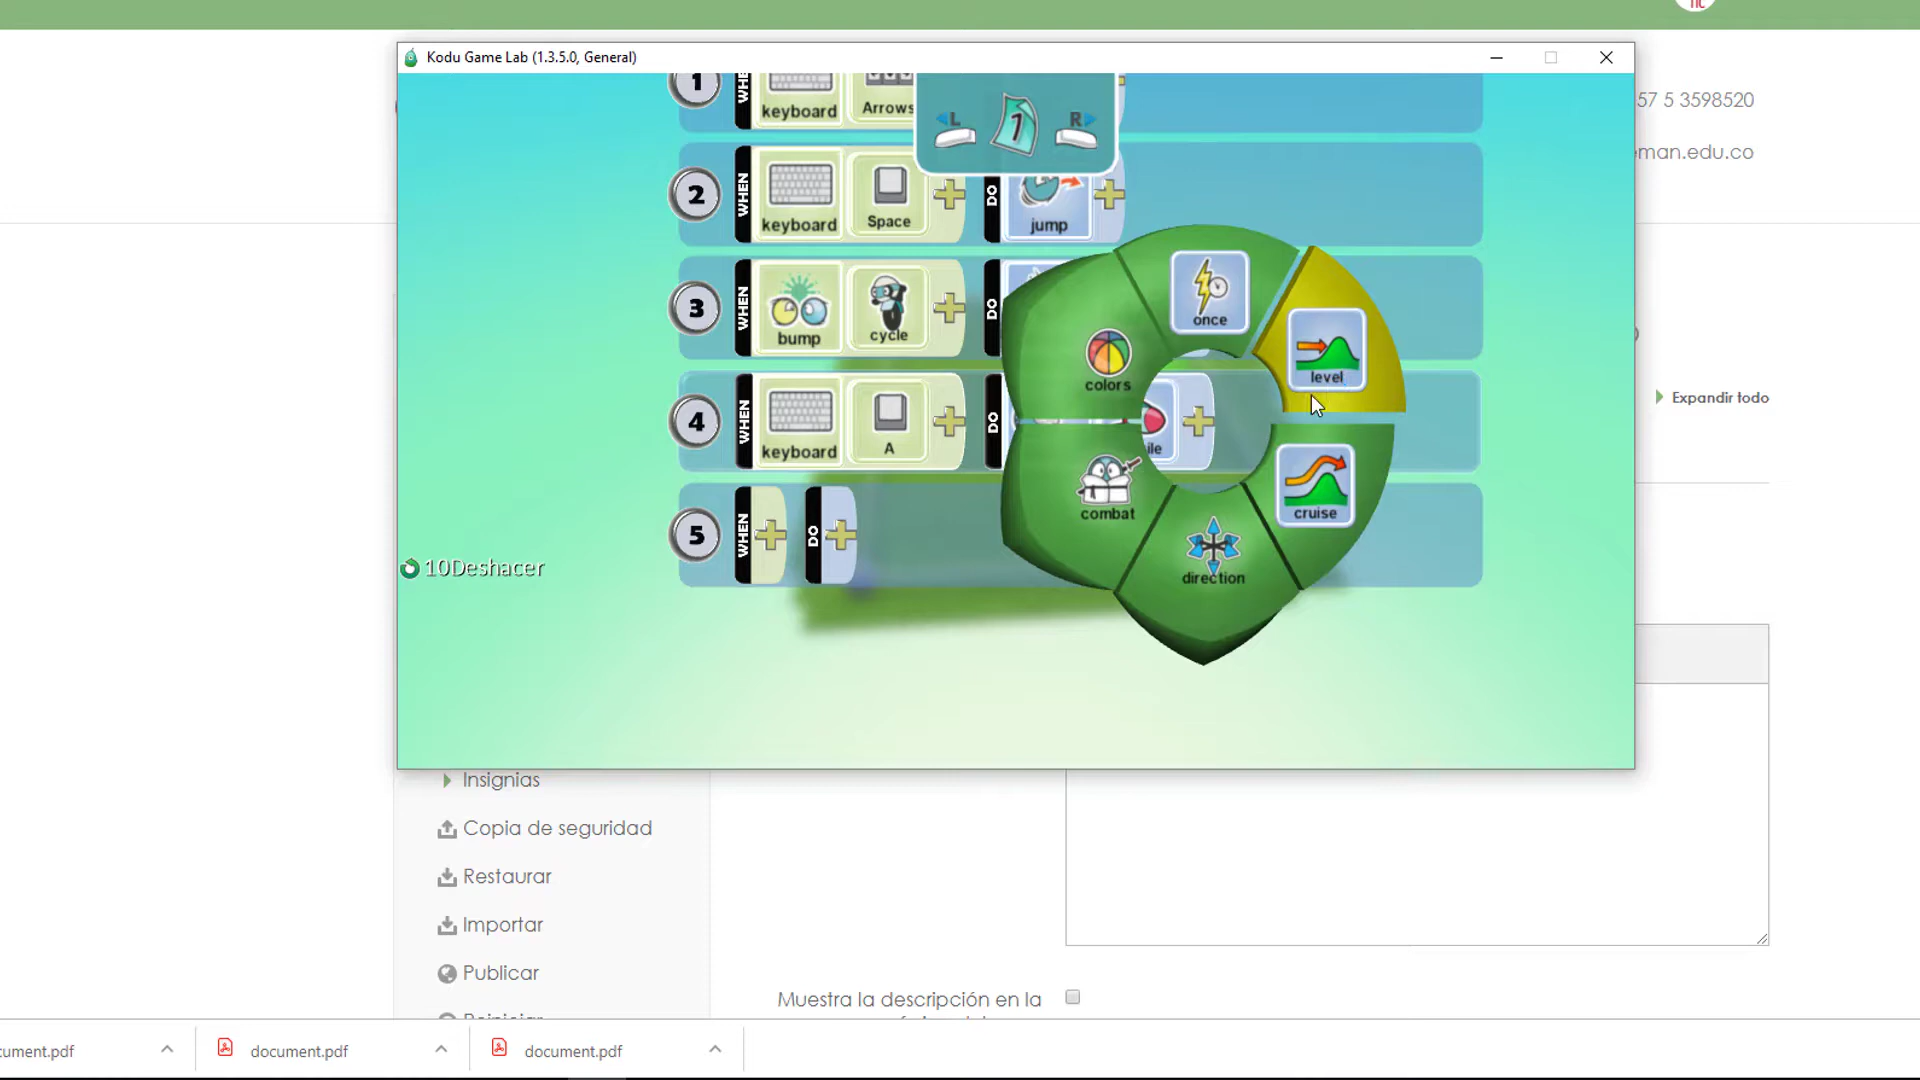 Kodu Game Lab (1.3.5.0, General)
57 5 3598520
eman.edu.co
1 WHEN keyboard Arrows
L 1 R
2 WHEN keyboard Space DO jump
3 WHEN bump cycle DO
4 WHEN keyboard A DO
5 WHEN DO
once
level
colors
cruise
combat
direction
10Deshacer
Expandir todo
Insignias
Copia de seguridad
Restaurar
Importar
Publicar
Muestra la descripción en la
document.pdf
document.pdf